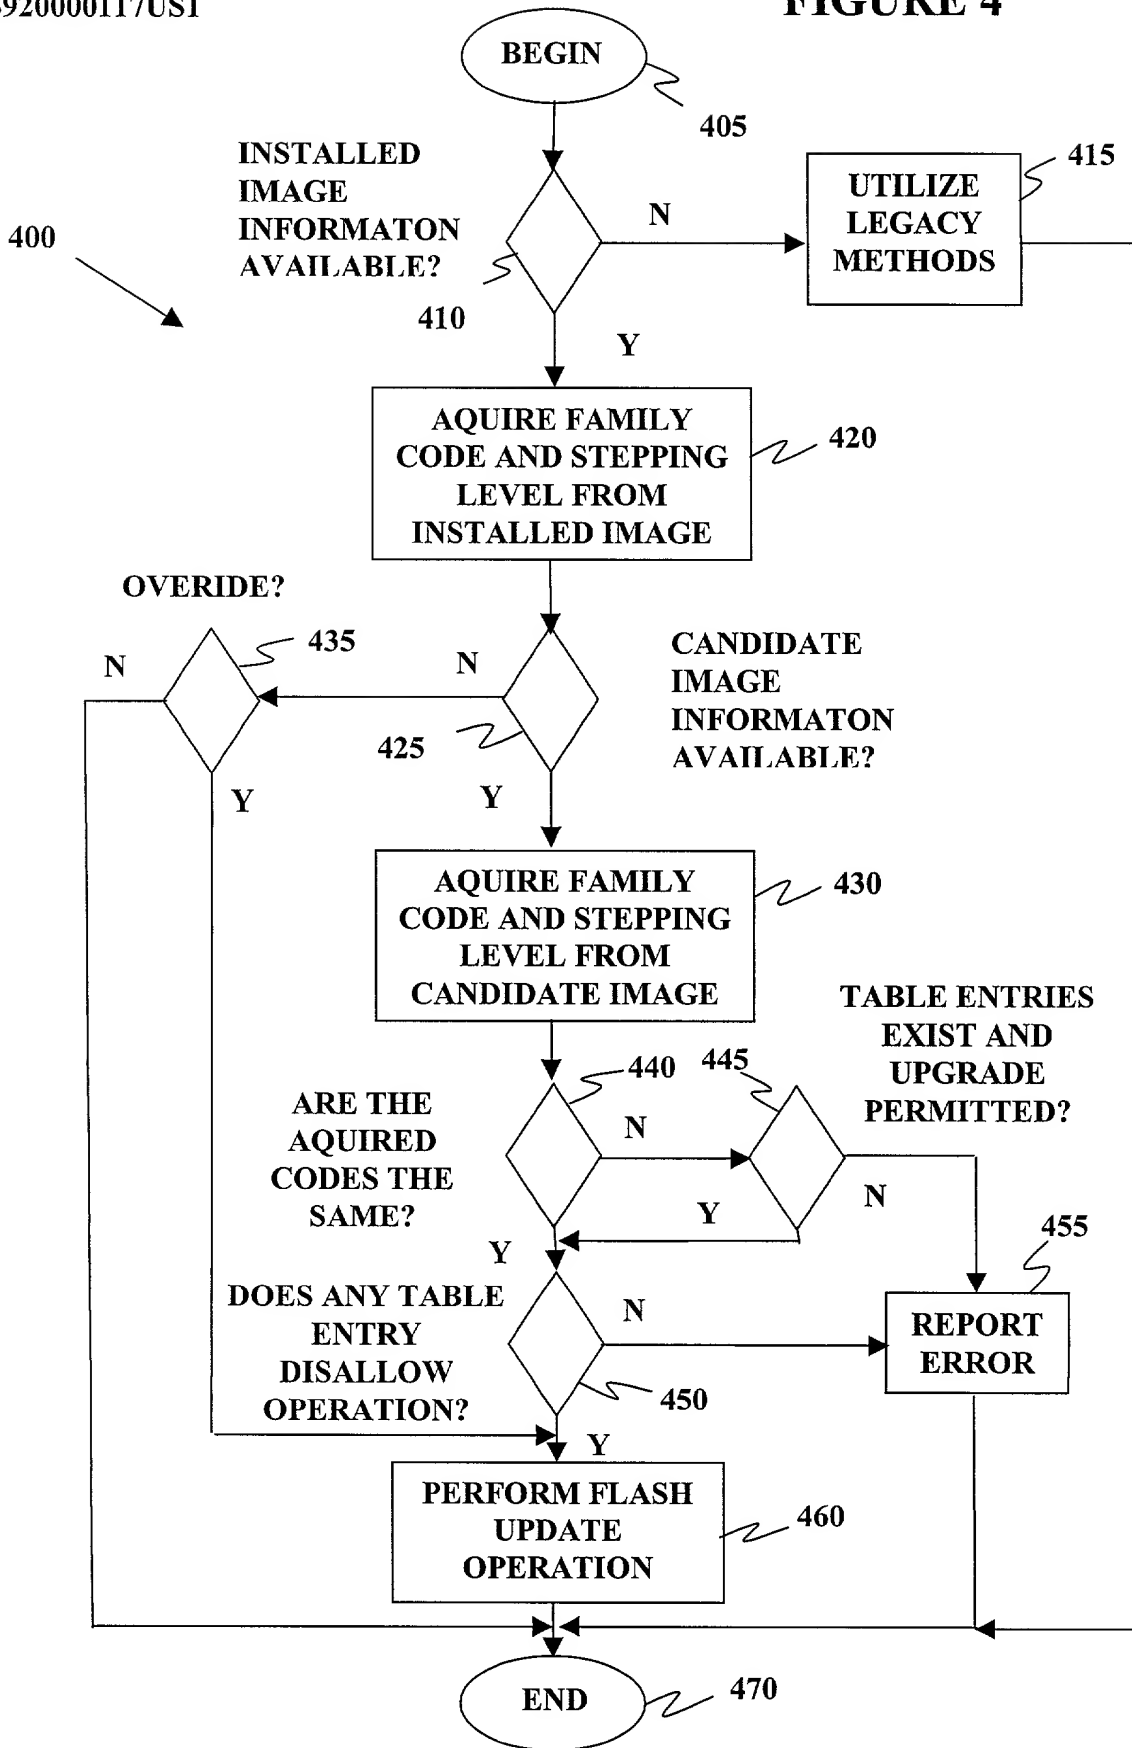 920000117US1
FIGURE 4
BEGIN
405
INSTALLED
IMAGE
INFORMATON
AVAILABLE?
410
N
415
UTILIZE
LEGACY
METHODS
400
Y
AQUIRE FAMILY
CODE AND STEPPING
LEVEL FROM
INSTALLED IMAGE
420
OVERIDE?
435
N
N
425
CANDIDATE
IMAGE
INFORMATON
AVAILABLE?
Y
Y
AQUIRE FAMILY
CODE AND STEPPING
LEVEL FROM
CANDIDATE IMAGE
430
TABLE ENTRIES
EXIST AND
UPGRADE
PERMITTED?
440
445
ARE THE
AQUIRED
CODES THE
SAME?
N
N
Y
Y
455
DOES ANY TABLE
ENTRY
DISALLOW
OPERATION?
N
REPORT
ERROR
450
Y
PERFORM FLASH
UPDATE
OPERATION
460
END
470